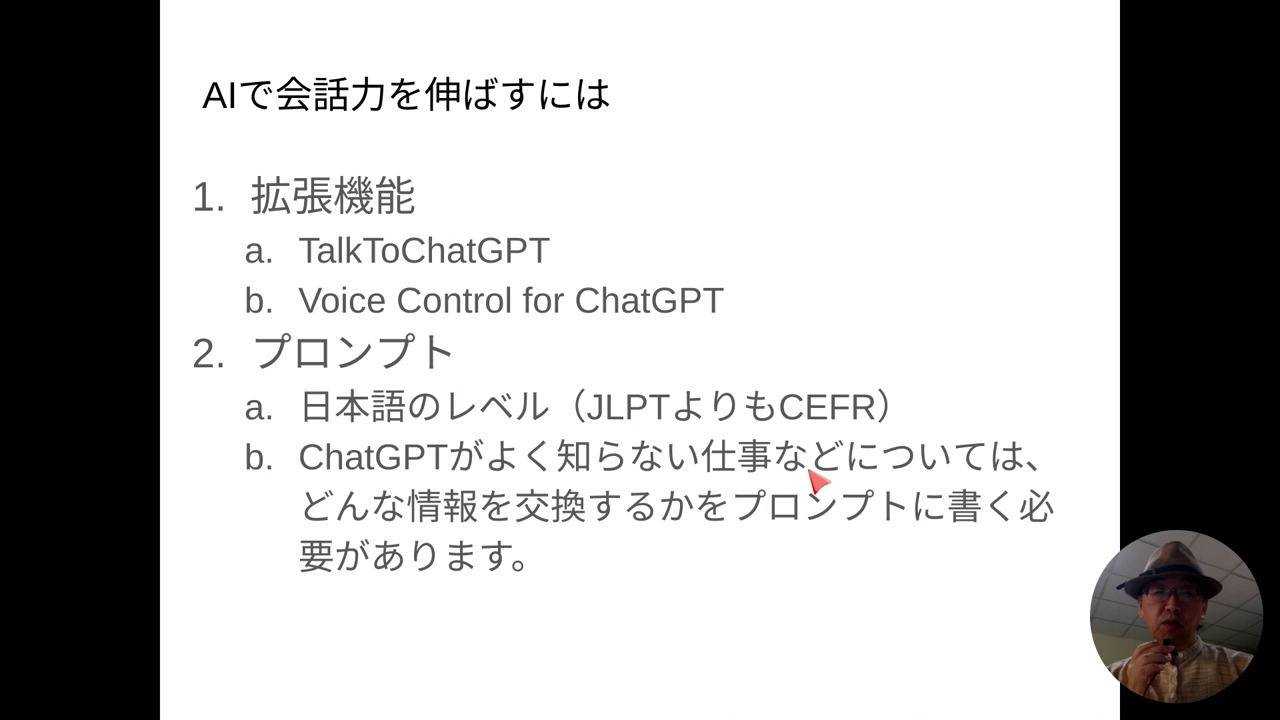 AIで会話力を伸ばすには
1. 拡張機能
a. TalkToChatGPT
b. Voice Control for ChatGPT
2. プロンプト
a. 日本語のレベル（JLPTよりもCEFR）
b. ChatGPTがよく知らない仕事などについては、
どんな情報を交換するかをプロンプトに書く必
要があります。